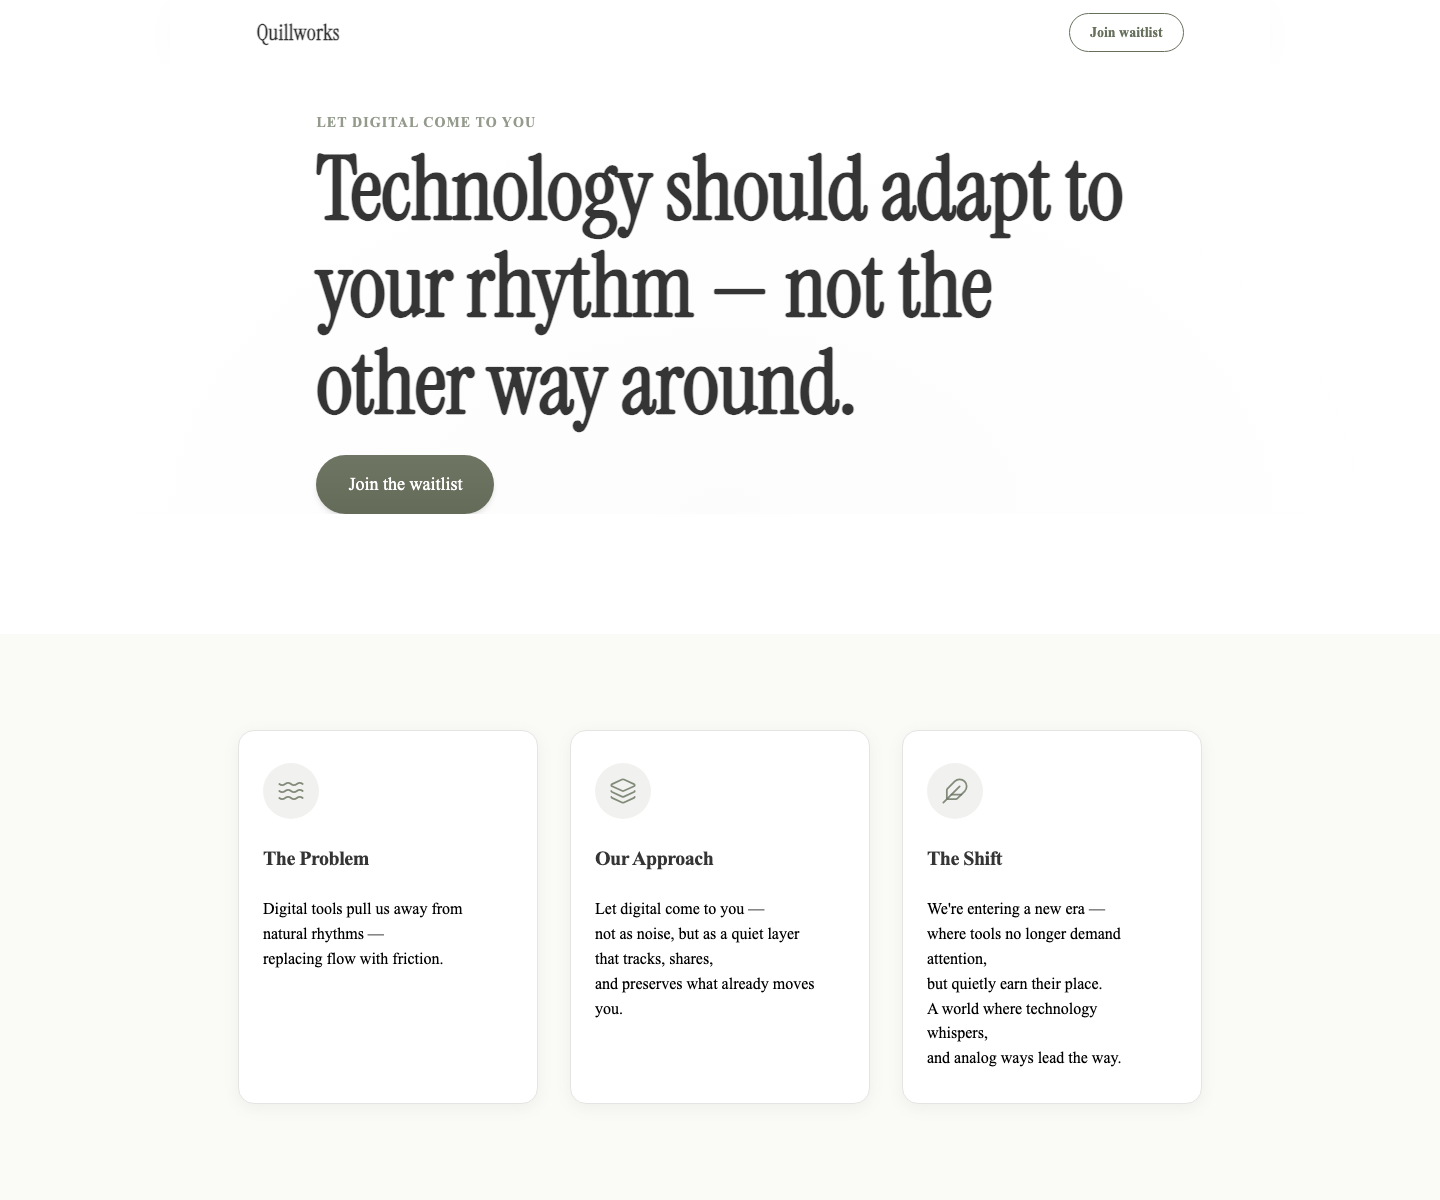 Quillworks
Join waitlist
LET DIGITAL COME TO YOU
Technology should adapt to
your rhythm — not the
other way around.
Join the waitlist
The Problem
Digital tools pull us away from
natural rhythms —
replacing flow with friction.
Our Approach
Let digital come to you —
not as noise, but as a quiet layer
that tracks, shares,
and preserves what already moves
you.
The Shift
We're entering a new era —
where tools no longer demand
attention,
but quietly earn their place.
A world where technology
whispers,
and analog ways lead the way.